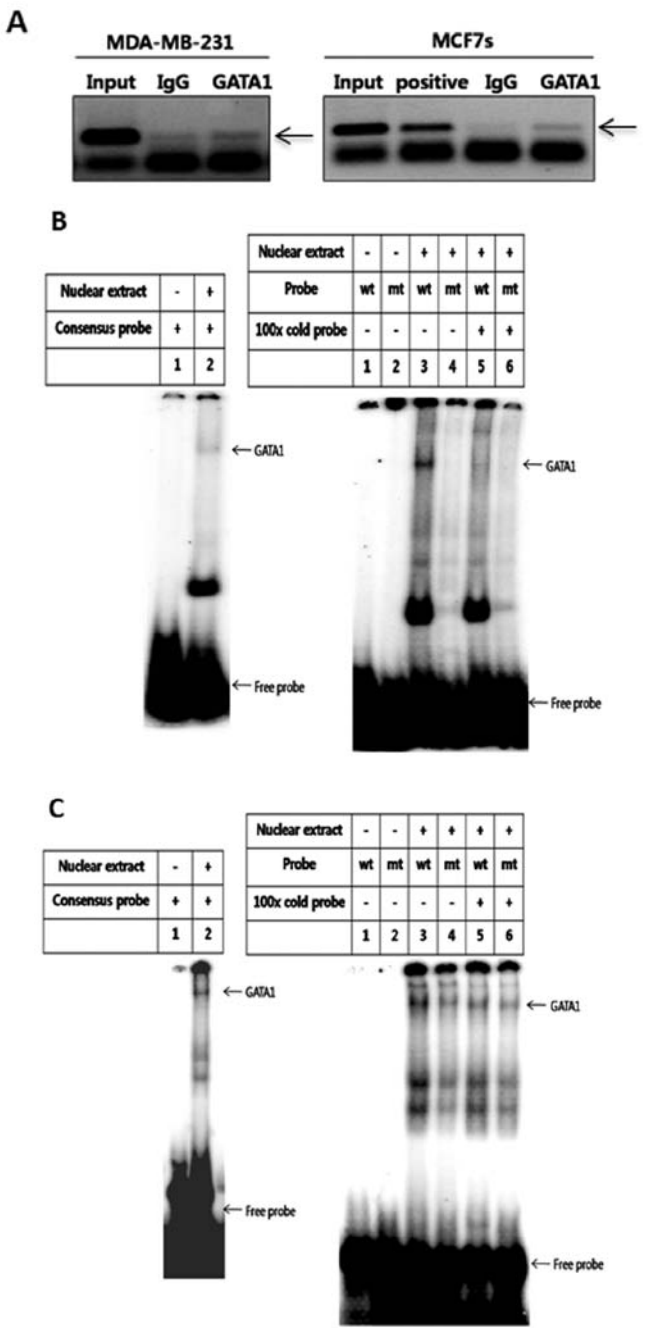 A
MDA-MB-231
MCF7s
Input IgG GATA1
Input positive IgG GATA1
B
Nuclear extract - +
Consensus probe + +
1 2
Nuclear extract - - + + + +
Probe wt mt wt mt wt mt
100x cold probe - - - - + +
1 2 3 4 5 6
←GATA1
←GATA1
←Free probe
←Free probe
C
Nuclear extract - +
Consensus probe + +
1 2
Nuclear extract - - + + + +
Probe wt mt wt mt wt mt
100x cold probe - - - - + +
1 2 3 4 5 6
←GATA1
←GATA1
←Free probe
←Free probe